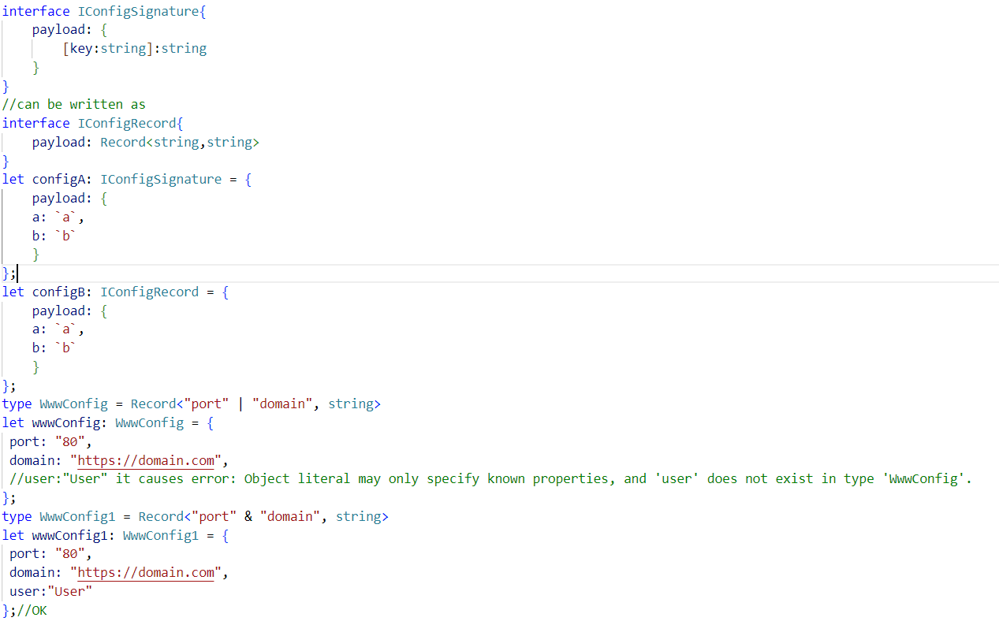 interface IConfigSignature{
    payload: {
        [key:string]:string
    }
}
//can be written as
interface IConfigRecord{
    payload: Record<string,string>
}
let configA: IConfigSignature = {
    payload: {
    a: `a`,
    b: `b`
    }
};
let configB: IConfigRecord = {
    payload: {
    a: `a`,
    b: `b`
    }
};
type WwwConfig = Record<"port" | "domain", string>
let wwwConfig: WwwConfig = {
 port: "80",
 domain: "https://domain.com",
 //user:"User" it causes error: Object literal may only specify known properties, and 'user' does not exist in type 'WwwConfig'.
};
type WwwConfig1 = Record<"port" & "domain", string>
let wwwConfig1: WwwConfig1 = {
 port: "80",
 domain: "https://domain.com",
 user:"User"
};//OK